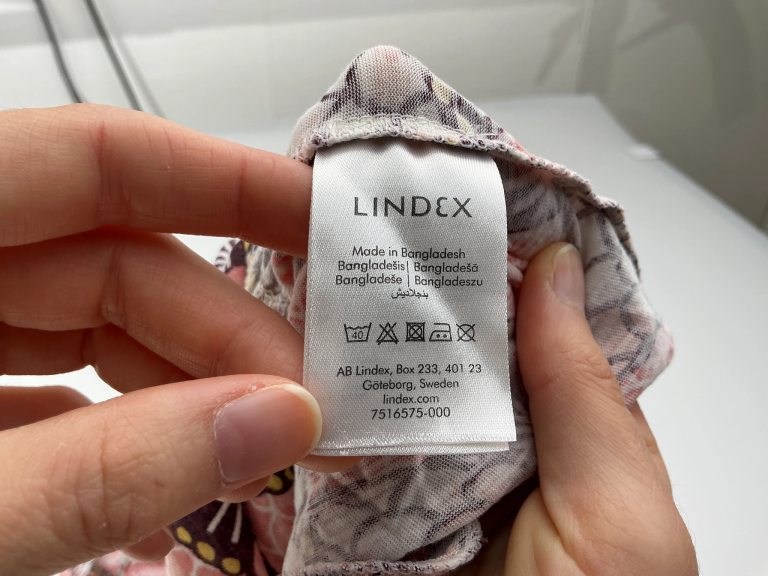 LINDEX
Made in Bangladesh
Bangladešis | Bangladešā
Bangladeše | Bangladeszu
بنجلاديش
40
AB Lindex, Box 233, 401 23
Göteborg, Sweden
lindex.com
7516575-000